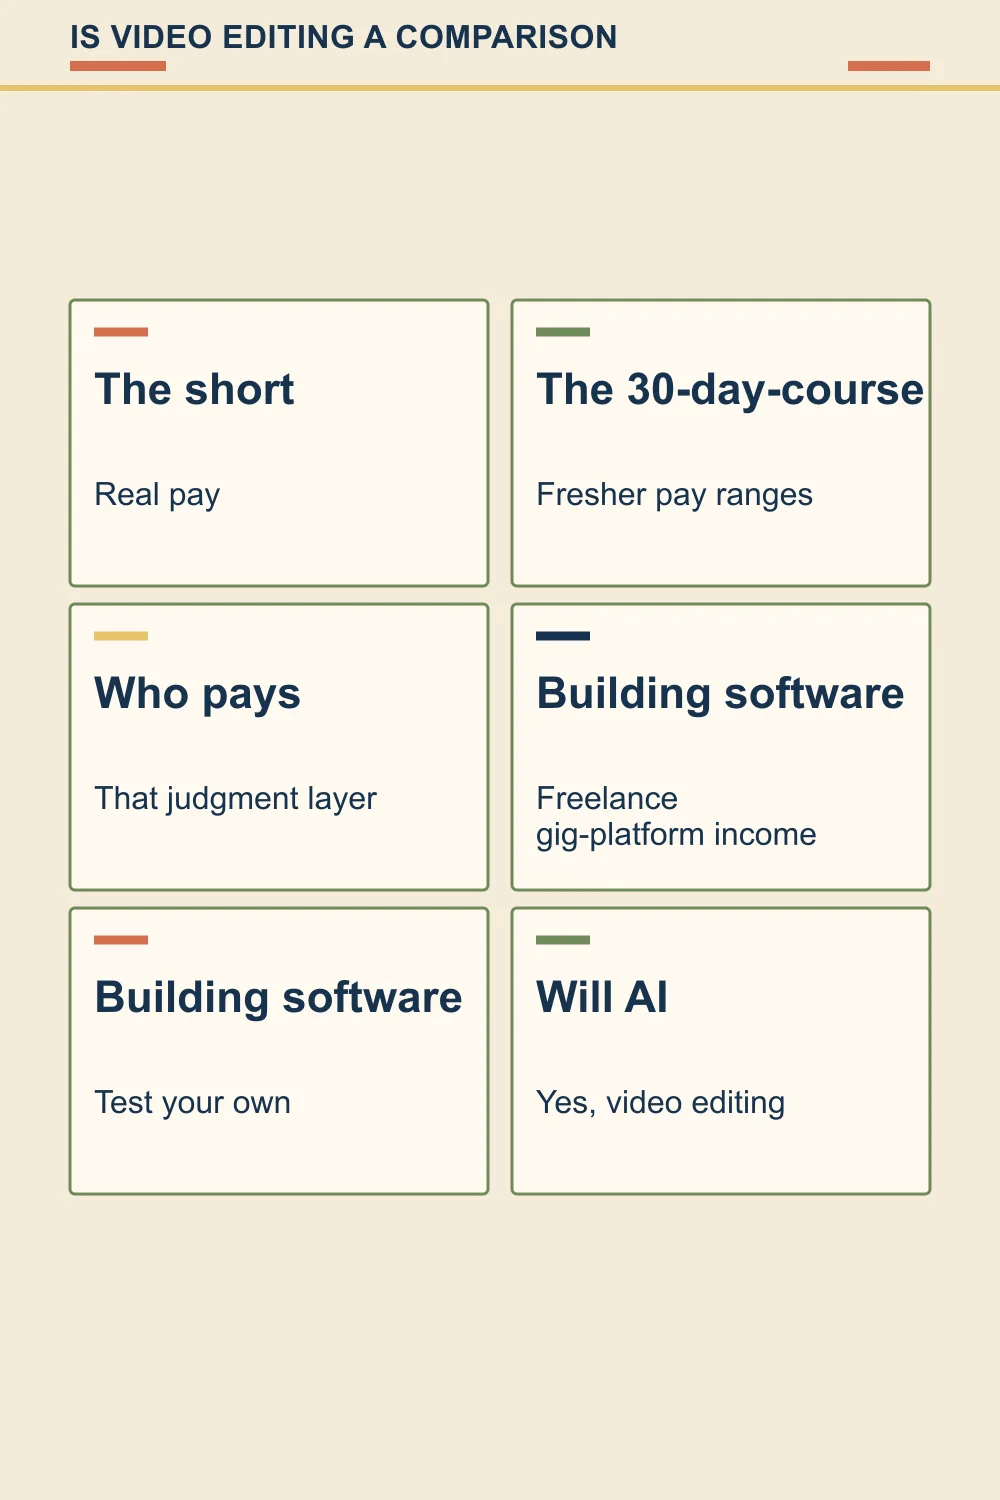 IS VIDEO EDITING A COMPARISON
The short
Real pay
The 30-day-course
Fresher pay ranges
Who pays
That judgment layer
Building software
Freelance
gig-platform income
Building software
Test your own
Will AI
Yes, video editing